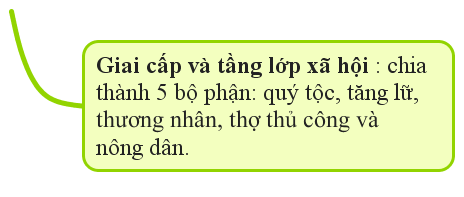 Giai cấp và tầng lớp xã hội : chia
thành 5 bộ phận: quý tộc, tăng lữ,
thương nhân, thợ thủ công và
nông dân.